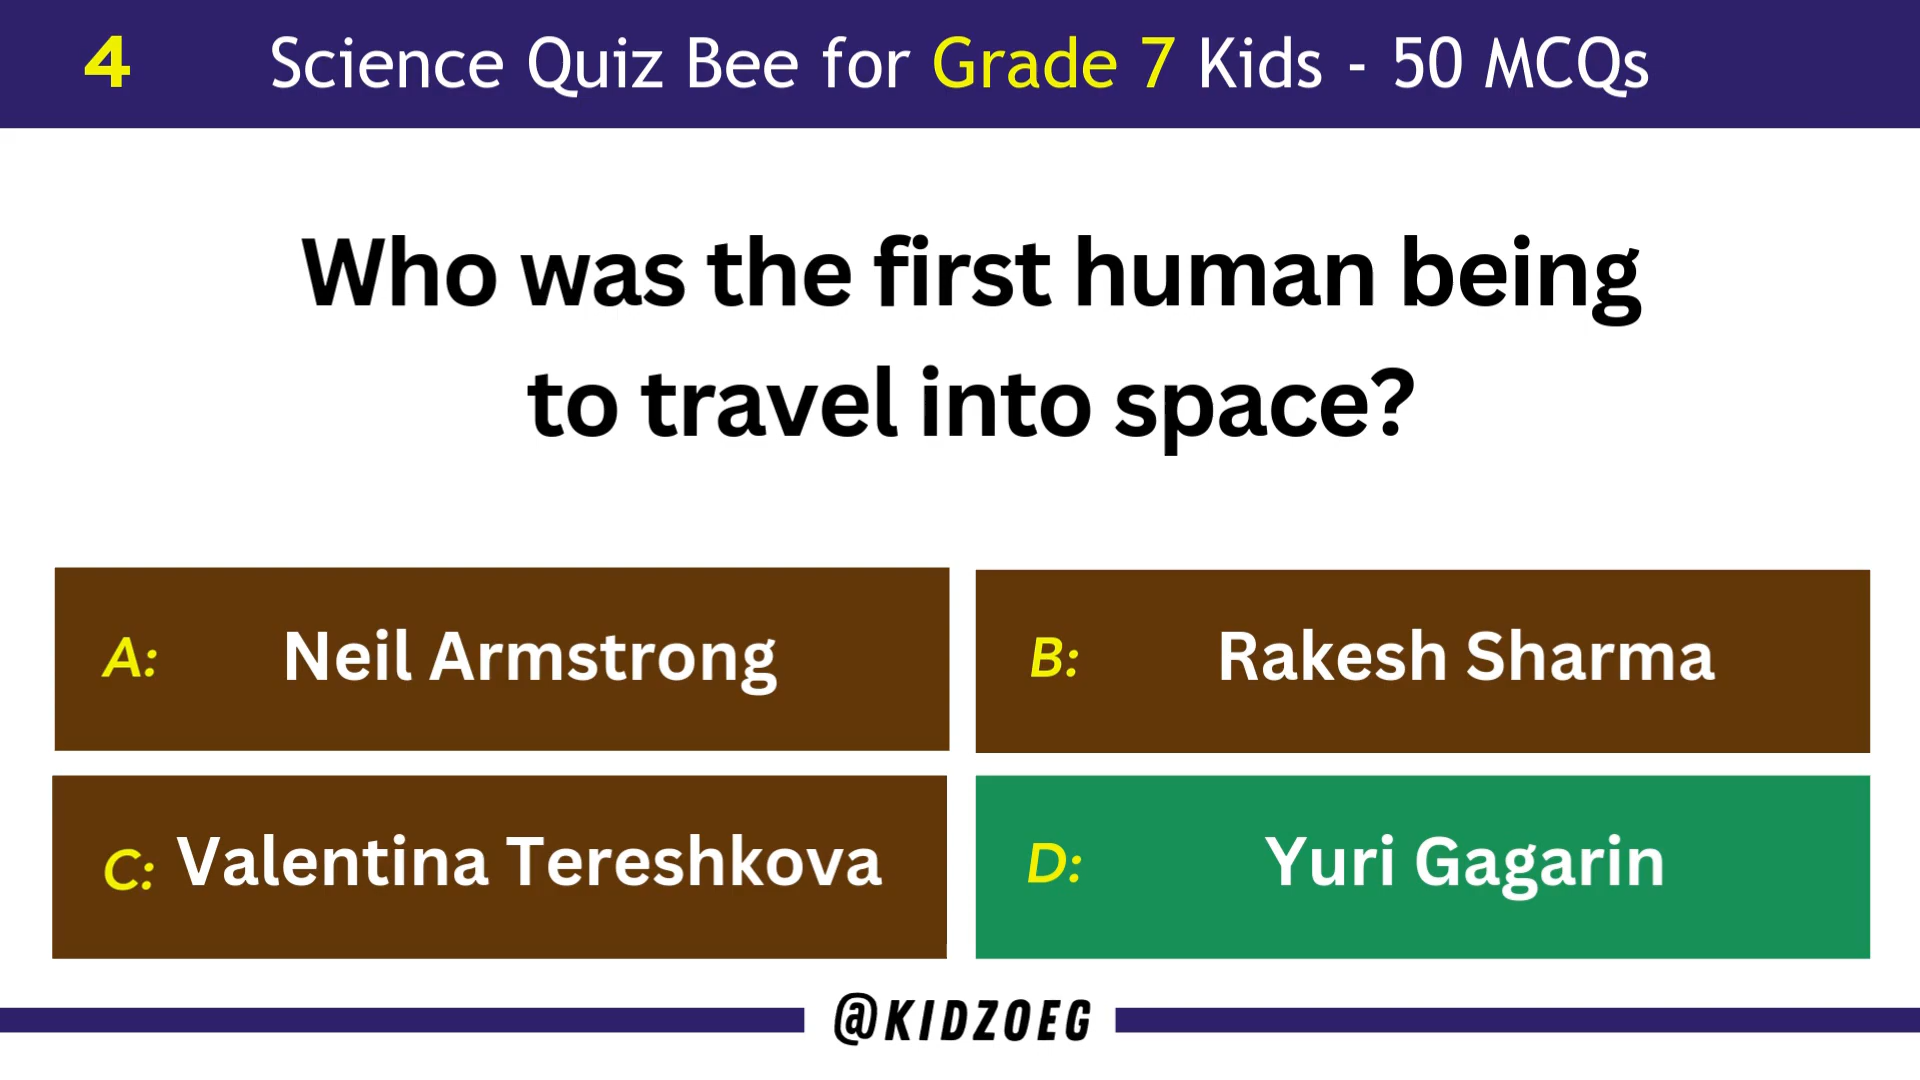 4 Science Quiz Bee for Grade 7 Kids - 50 MCQs
Who was the first human being
to travel into space?
A: Neil Armstrong
B: Rakesh Sharma
C: Valentina Tereshkova
D: Yuri Gagarin
@KIDZOEG